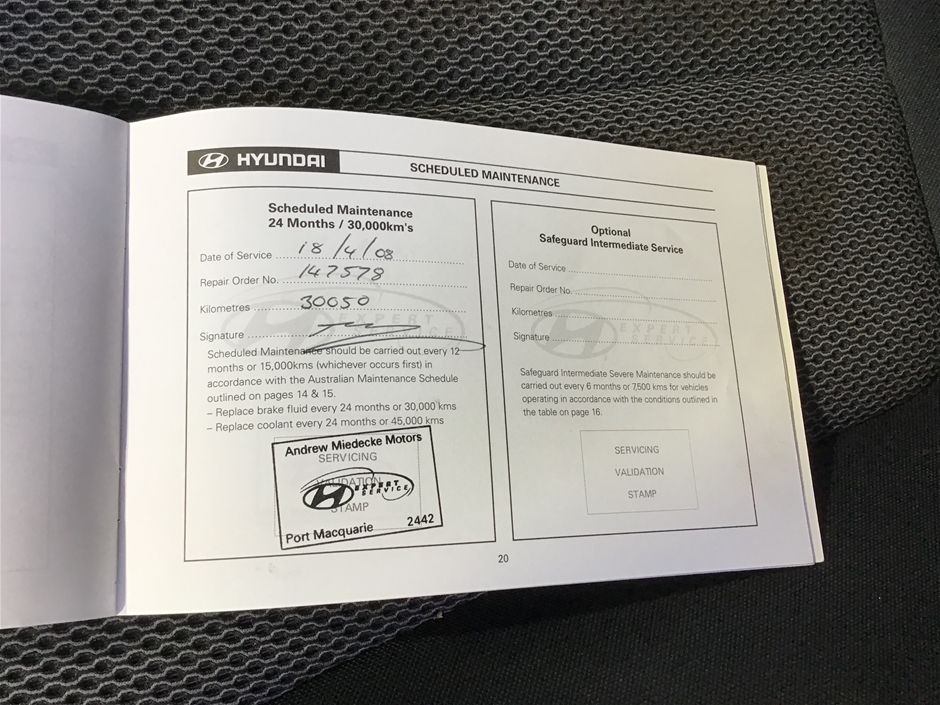 HYUNDAI
SCHEDULED MAINTENANCE
Scheduled Maintenance
24 Months / 30,000km's
Date of Service 18/4/08
Repair Order No. 147578
Kilometres 30050
Signature
EXPERT
SERVICE
Scheduled Maintenance should be carried out every 12
months or 15,000kms (whichever occurs first) in
accordance with the Australian Maintenance Schedule
outlined on pages 14 & 15.
– Replace brake fluid every 24 months or 30,000 kms
– Replace coolant every 24 months or 45,000 kms
Andrew Miedecke Motors
SERVICING
VALIDATION
EXPERT
SERVICE
STAMP
Port Macquarie 2442
Optional
Safeguard Intermediate Service
Date of Service
Repair Order No.
Kilometres
Signature
EXPERT
SERVICE
Safeguard Intermediate Severe Maintenance should be
carried out every 6 months or 7,500 kms for vehicles
operating in accordance with the conditions outlined in
the table on page 16.
SERVICING
VALIDATION
STAMP
20